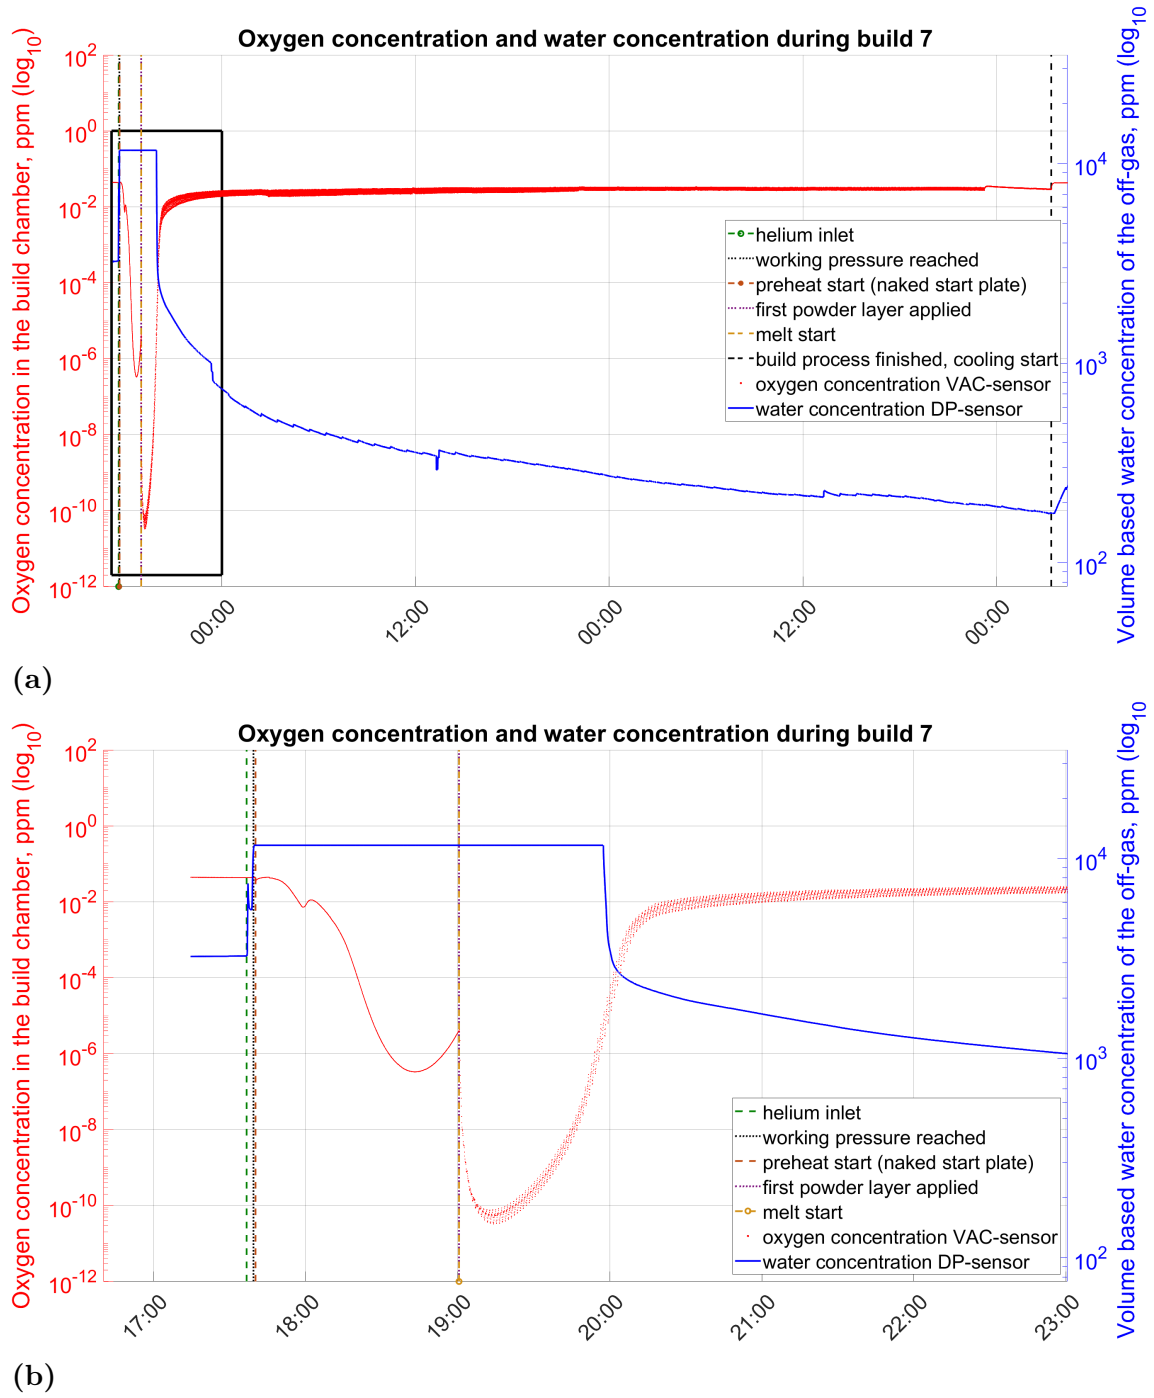 Oxygen concentration and water concentration during build 7
Oxygen concentration in the build chamber, ppm (log10)
10^2
10^0
10^-2
10^-4
10^-6
10^-8
10^-10
10^-12
00:00
12:00
00:00
12:00
00:00
10^4
10^3
10^2
Volume based water concentration of the off-gas, ppm (log10
helium inlet
working pressure reached
preheat start (naked start plate)
first powder layer applied
melt start
build process finished, cooling start
oxygen concentration VAC-sensor
water concentration DP-sensor
(a)
Oxygen concentration and water concentration during build 7
Oxygen concentration in the build chamber, ppm (log10)
10^2
10^0
10^-2
10^-4
10^-6
10^-8
10^-10
10^-12
17:00
18:00
19:00
20:00
21:00
22:00
23:00
10^4
10^3
10^2
Volume based water concentration of the off-gas, ppm (log10
helium inlet
working pressure reached
preheat start (naked start plate)
first powder layer applied
melt start
oxygen concentration VAC-sensor
water concentration DP-sensor
(b)